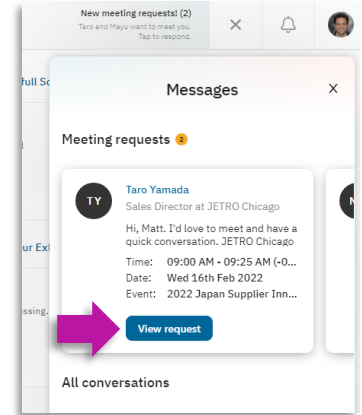 New meeting requests! (2)
Taro and Mayu want to meet you.
Tap to respond.
full Sc
Messages
X
Meeting requests 2
TY
Taro Yamada
Sales Director at JETRO Chicago
Hi, Matt. I'd love to meet and have a
quick conversation. JETRO Chicago
Time: 09:00 AM - 09:25 AM (-0...
Date: Wed 16th Feb 2022
Event: 2022 Japan Supplier Inn...
ur Ex
issing.
View request
All conversations